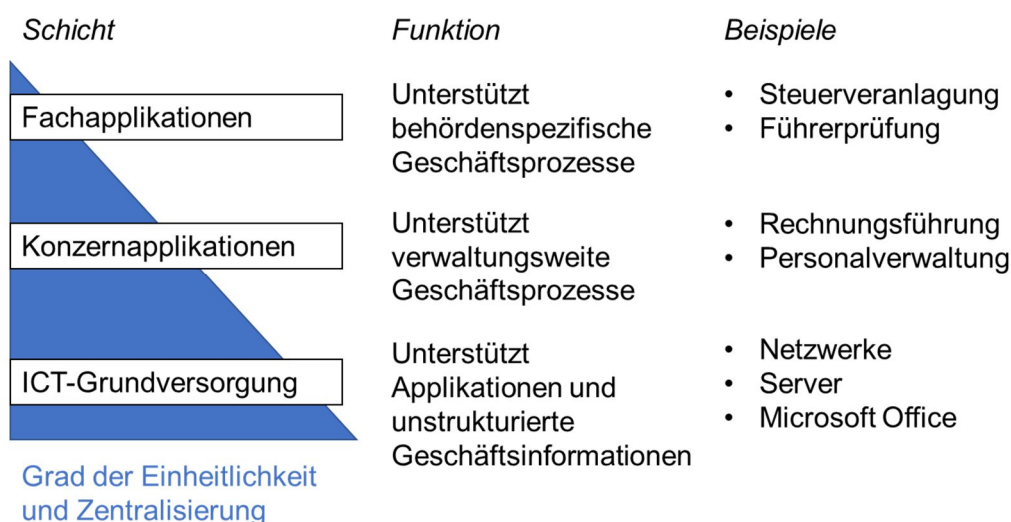 Schicht
Funktion
Beispiele
Fachapplikationen
Unterstützt
behördenspezifische
Geschäftsprozesse
• Steuerveranlagung
• Führerprüfung
Konzernapplikationen
Unterstützt
verwaltungsweite
Geschäftsprozesse
• Rechnungsführung
• Personalverwaltung
ICT-Grundversorgung
Unterstützt
Applikationen und
unstrukturierte
Geschäftsinformationen
• Netzwerke
• Server
• Microsoft Office
Grad der Einheitlichkeit
und Zentralisierung